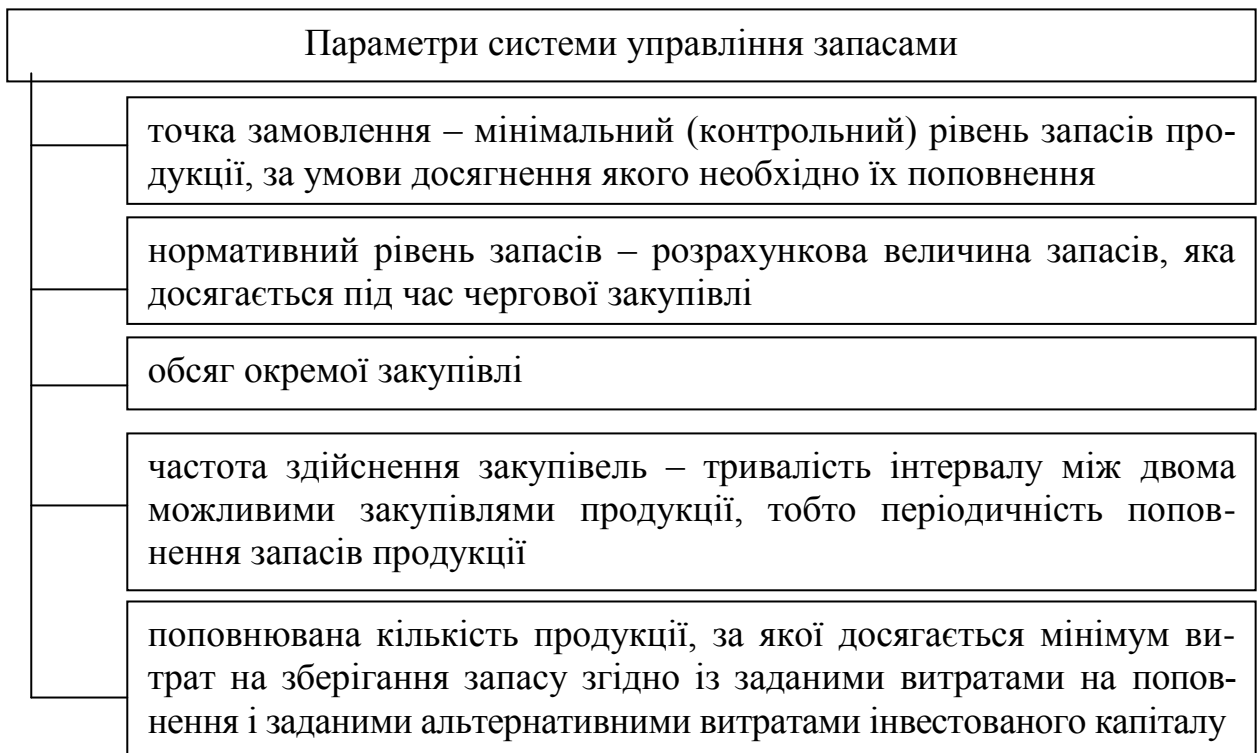 Параметри системи управління запасами
точка замовлення – мінімальний (контрольний) рівень запасів про-
дукції, за умови досягнення якого необхідно їх поповнення
нормативний рівень запасів – розрахункова величина запасів, яка
досягається під час чергової закупівлі
обсяг окремої закупівлі
частота здійснення закупівель – тривалість інтервалу між двома
можливими закупівлями продукції, тобто періодичність попов-
нення запасів продукції
поповнювана кількість продукції, за якої досягається мінімум ви-
трат на зберігання запасу згідно із заданими витратами на попов-
нення і заданими альтернативними витратами інвестованого капіталу